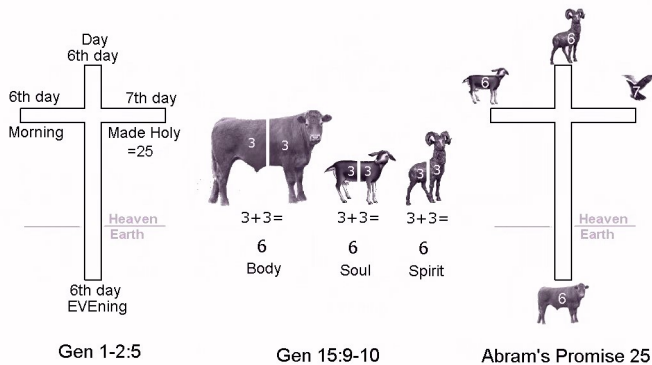 Day
6th day
6th day
7th day
Morning
Made Holy
=25
Heaven
Earth
6th day
EVEning
Gen 1-2:5
3 3
3 3
3 3
3+3=
3+3=
3+3=
6
6
6
Body
Soul
Spirit
Gen 15:9-10
6
6
7
Heaven
Earth
6
Abram's Promise 25